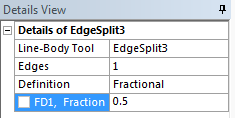 Details View
Details of EdgeSplit3
Line-Body Tool EdgeSplit3
Edges 1
Definition Fractional
FD1, Fraction 0.5